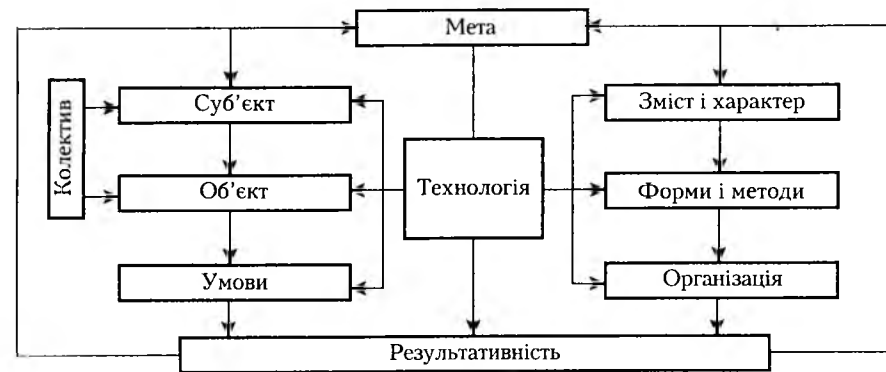 Мета
Суб’єкт
Зміст і характер
Колектив
Технологія
Об’єкт
Форми і методи
Умови
Організація
Результативність